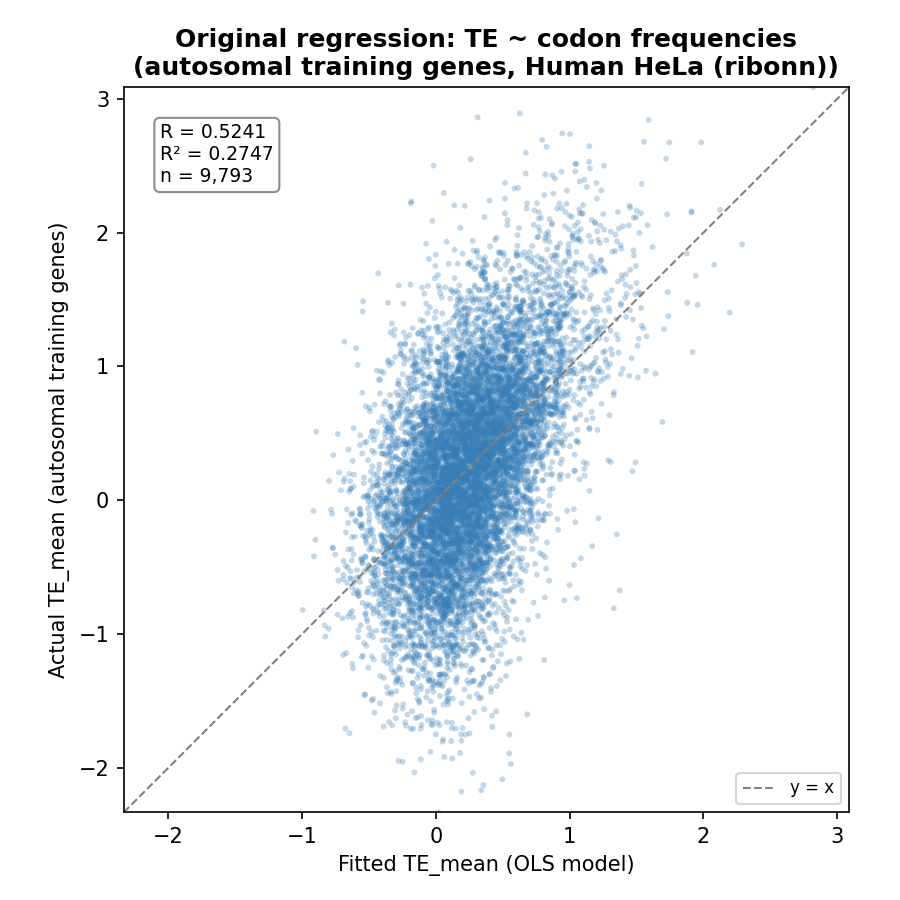 Original regression: TE ~ codon frequencies
(autosomal training genes, Human HeLa (ribonn))
R = 0.5241
R² = 0.2747
n = 9,793
Actual TE_mean (autosomal training genes)
3
2
1
0
−1
−2
y = x
−2
−1
0
1
2
3
Fitted TE_mean (OLS model)